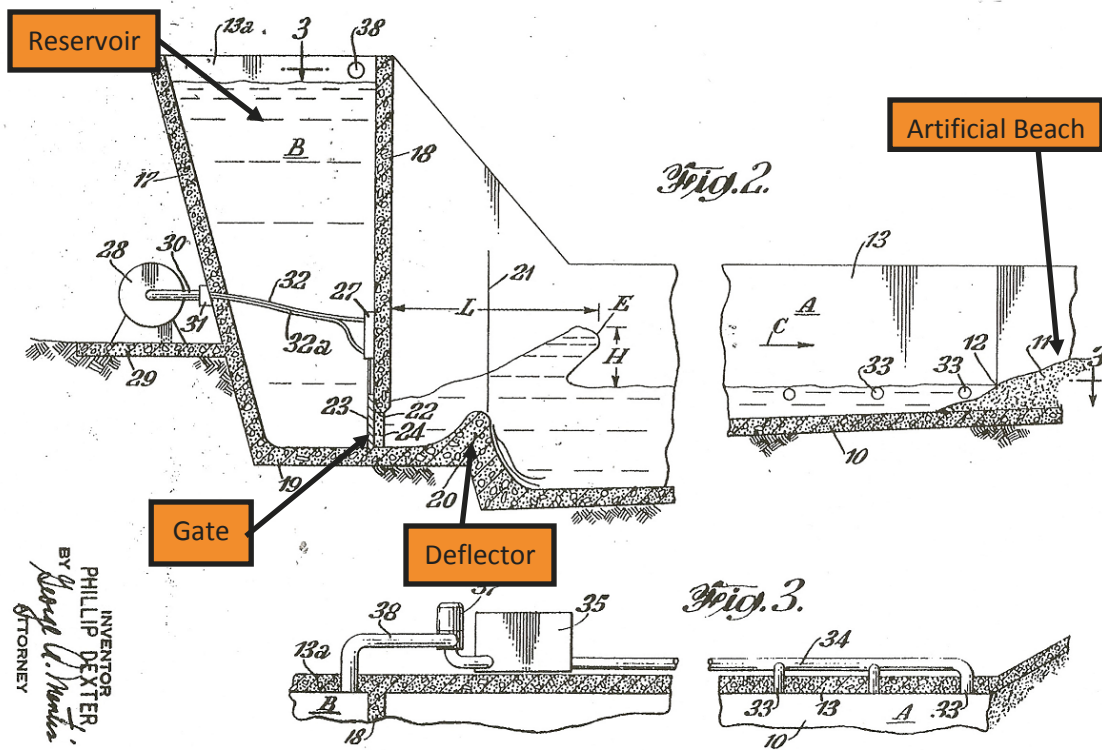 Reservoir
13a
3
38
Artificial Beach
B
18
17
Fig. 2.
28
30
31
32
32a
27
21
L
E
H
13
A
C
33
33
12
11
3
29
23
22
24
10
19
20
Gate
Deflector
INVENTOR
PHILLIP DEXTER,
BY
ATTORNEY
37
38
35
Fig. 3.
13a
34
B
18
33
13
33
10
A